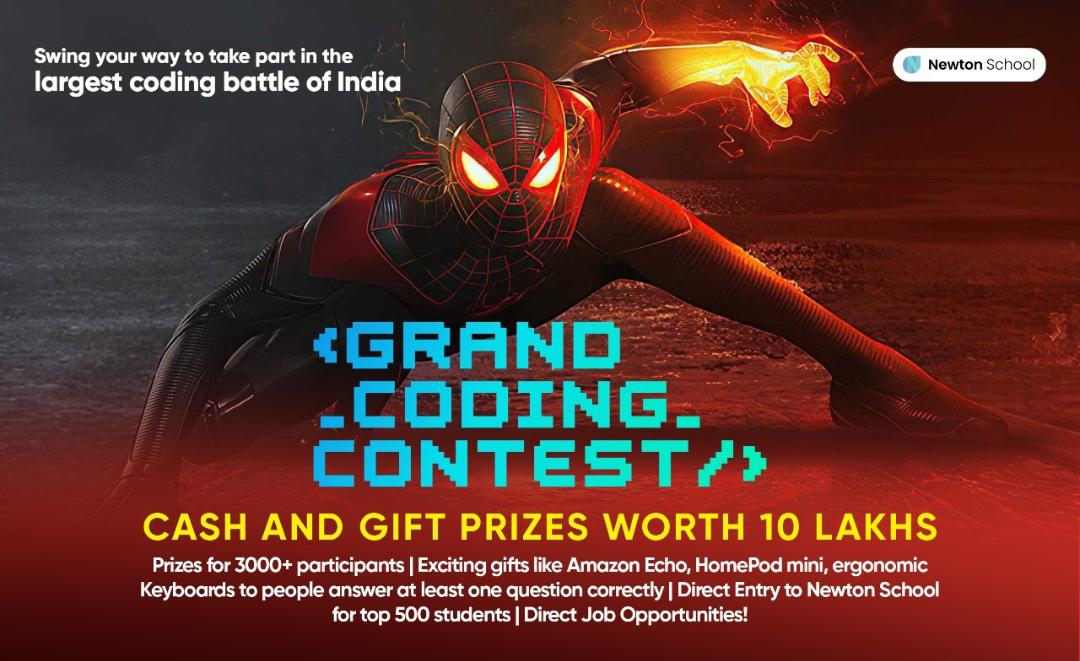 Swing your way to take part in the
largest coding battle of India
Newton School
<GRAND
_CODING_
CONTEST/>
CASH AND GIFT PRIZES WORTH 10 LAKHS
Prizes for 3000+ participants | Exciting gifts like Amazon Echo, HomePod mini, ergonomic
Keyboards to people answer at least one question correctly | Direct Entry to Newton School
for top 500 students | Direct Job Opportunities!